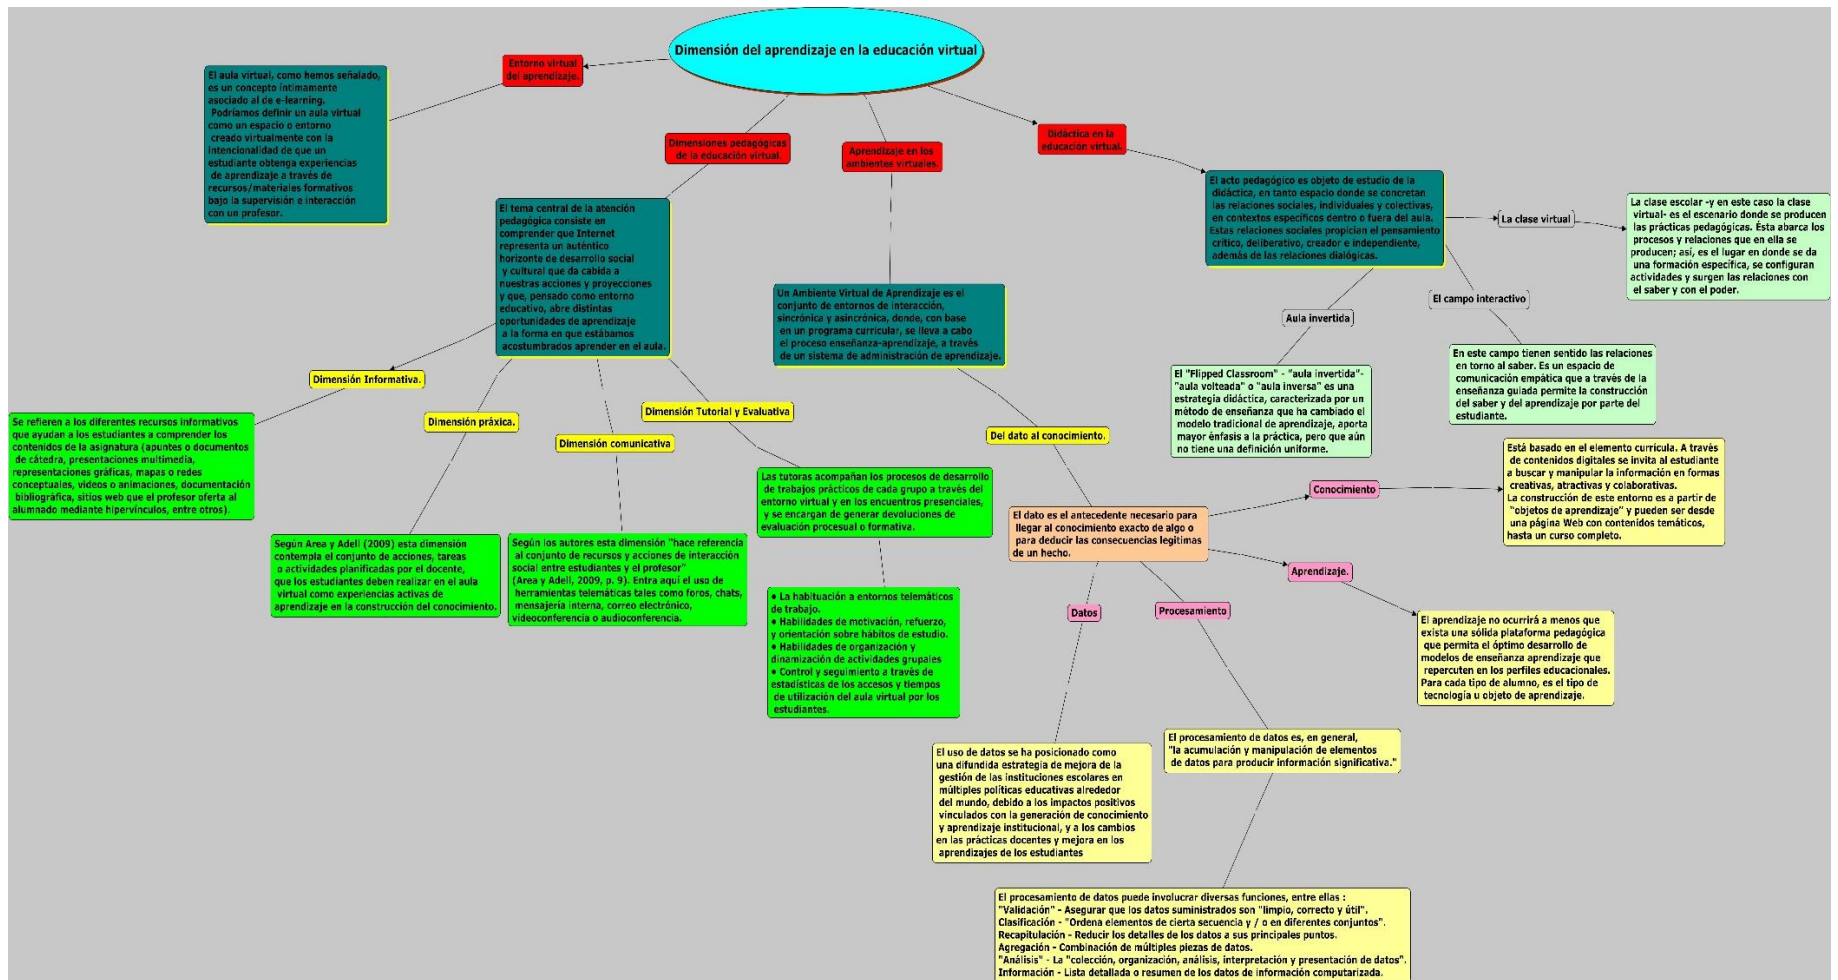 Dimensión del aprendizaje en la educación virtual
Entorno virtual
del aprendizaje.
El aula virtual, como hemos señalado,
es un concepto íntimamente
asociado al de e-learning.
Podríamos definir un aula virtual
como un espacio o entorno
creado virtualmente con la
intencionalidad de que un
estudiante obtenga experiencias
de aprendizaje a través de
recursos/materiales formativos
bajo la supervisión e interacción
con un profesor.
Dimensiones pedagógicas
de la educación virtual.
El tema central de la atención
pedagógica consiste en
comprender que Internet
representa un auténtico
horizonte de desarrollo social
y cultural que da cabida a
nuestras acciones y proyecciones
y que, pensado como entorno
educativo, abre distintas
oportunidades de aprendizaje
a la forma en que estábamos
acostumbrados aprender en el aula.
Dimensión Informativa.
Se refieren a los diferentes recursos informativos
que ayudan a los estudiantes a comprender los
contenidos de la asignatura (apuntes o documentos
de cátedra, presentaciones multimedia,
representaciones gráficas, mapas o redes
conceptuales, videos o animaciones, documentación
bibliográfica, sitios web que el profesor oferta al
alumnado mediante hipervínculos, entre otros).
Dimensión práxica.
Según Area y Adell (2009) esta dimensión
contempla el conjunto de acciones, tareas
o actividades planificadas por el docente,
que los estudiantes deben realizar en el aula
virtual como experiencias activas de
aprendizaje en la construcción del conocimiento.
Dimensión comunicativa
Según los autores esta dimensión "hace referencia
al conjunto de recursos y acciones de interacción
social entre estudiantes y el profesor"
(Area y Adell, 2009, p. 9). Entra aquí el uso de
herramientas telemáticas tales como foros, chats,
mensajería interna, correo electrónico,
videoconferencia o audioconferencia.
Dimensión Tutorial y Evaluativa
Las tutoras acompañan los procesos de desarrollo
de trabajos prácticos de cada grupo a través del
entorno virtual y en los encuentros presenciales,
y se encargan de generar devoluciones de
evaluación procesual o formativa.
● La habituación a entornos telemáticos
de trabajo.
● Habilidades de motivación, refuerzo,
y orientación sobre hábitos de estudio.
● Habilidades de organización y
dinamización de actividades grupales
● Control y seguimiento a través de
estadísticas de los accesos y tiempos
de utilización del aula virtual por los
estudiantes.
Aprendizaje en los
ambientes virtuales.
Un Ambiente Virtual de Aprendizaje es el
conjunto de entornos de interacción,
sincrónica y asincrónica, donde, con base
en un programa curricular, se lleva a cabo
el proceso enseñanza-aprendizaje, a través
de un sistema de administración de aprendizaje.
Del dato al conocimiento.
El dato es el antecedente necesario para
llegar al conocimiento exacto de algo o
para deducir las consecuencias legítimas
de un hecho.
Datos
El uso de datos se ha posicionado como
una difundida estrategia de mejora de la
gestión de las instituciones escolares en
múltiples políticas educativas alrededor
del mundo, debido a los impactos positivos
vinculados con la generación de conocimiento
y aprendizaje institucional, y a los cambios
en las prácticas docentes y mejora en los
aprendizajes de los estudiantes
Procesamiento
El procesamiento de datos es, en general,
"la acumulación y manipulación de elementos
de datos para producir información significativa."
El procesamiento de datos puede involucrar diversas funciones, entre ellas :
"Validación" - Asegurar que los datos suministrados son "limpio, correcto y útil".
Clasificación - "Ordena elementos de cierta secuencia y / o en diferentes conjuntos".
Recapitulación - Reducir los detalles de los datos a sus principales puntos.
Agregación - Combinación de múltiples piezas de datos.
"Análisis" - La "colección, organización, análisis, interpretación y presentación de datos".
Información - Lista detallada o resumen de los datos de información computarizada.
Aprendizaje.
El aprendizaje no ocurrirá a menos que
exista una sólida plataforma pedagógica
que permita el óptimo desarrollo de
modelos de enseñanza aprendizaje que
repercuten en los perfiles educacionales.
Para cada tipo de alumno, es el tipo de
tecnología u objeto de aprendizaje.
Conocimiento
Está basado en el elemento currícula. A través
de contenidos digitales se invita al estudiante
a buscar y manipular la información en formas
creativas, atractivas y colaborativas.
La construcción de este entorno es a partir de
"objetos de aprendizaje" y pueden ser desde
una página Web con contenidos temáticos,
hasta un curso completo.
Didáctica en la
educación virtual.
El acto pedagógico es objeto de estudio de la
didáctica, en tanto espacio donde se concretan
las relaciones sociales, individuales y colectivas,
en contextos específicos dentro o fuera del aula.
Estas relaciones sociales propician el pensamiento
crítico, deliberativo, creador e independiente,
además de las relaciones dialógicas.
Aula invertida
El "Flipped Classroom" - "aula invertida"-
"aula volteada" o "aula inversa" es una
estrategia didáctica, caracterizada por un
método de enseñanza que ha cambiado el
modelo tradicional de aprendizaje, aporta
mayor énfasis a la práctica, pero que aún
no tiene una definición uniforme.
El campo interactivo
En este campo tienen sentido las relaciones
en torno al saber. Es un espacio de
comunicación empática que a través de la
enseñanza guiada permite la construcción
del saber y del aprendizaje por parte del
estudiante.
La clase virtual
La clase escolar -y en este caso la clase
virtual- es el escenario donde se producen
las prácticas pedagógicas. Ésta abarca los
procesos y relaciones que en ella se
producen; así, es el lugar en donde se da
una formación específica, se configuran
actividades y surgen las relaciones con
el saber y con el poder.